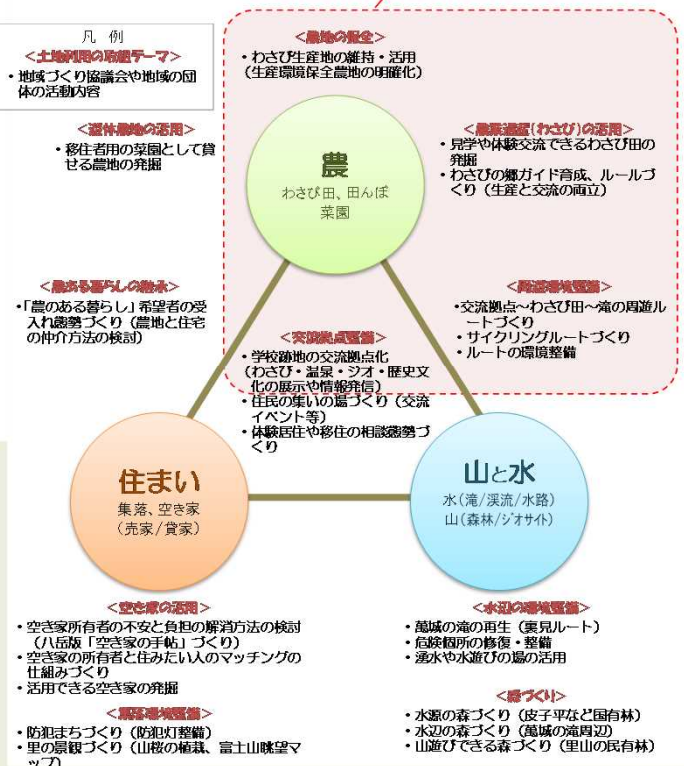 凡 例
＜土地利用の取組テーマ＞
・地域づくり協議会や地域の団
体の活動内容
＜農地の保全＞
・わさび生産地の維持・活用
（生産環境保全農地の明確化）
＜遊休農地の活用＞
・移住者用の菜園として貸
せる農地の発掘
農
わさび田、田んぼ
菜園
＜農業遺産(わさび)の活用＞
・見学や体験交流できるわさび田の
発掘
・わさびの郷ガイド育成、ルールづ
くり（生産と交流の両立）
＜農ある暮らしの継承＞
・「農のある暮らし」希望者の受
入れ態勢づくり（農地と住宅
の仲介方法の検討）
＜周遊環境整備＞
・交流拠点～わさび田～滝の周遊ル
ートづくり
・サイクリングルートづくり
・ルートの環境整備
＜交流拠点整備＞
・学校跡地の交流拠点化
（わさび・温泉・ジオ・歴史文
化の展示や情報発信）
・住民の集いの場づくり（交流
イベント等）
・体験居住や移住の相談態勢づ
くり
住まい
集落、空き家
（売家/貸家）
山と水
水（滝/渓流/水路）
山（森林/ジオサイト）
＜空き家の活用＞
・空き家所有者の不安と負担の解消方法の検討
（八岳版「空き家の手帖」づくり）
・空き家の所有者と住みたい人のマッチングの
仕組みづくり
・活用できる空き家の発掘
＜集落環境整備＞
・防犯まちづくり（防犯灯整備）
・里の景観づくり（山桜の植栽、富士山眺望マ
ップ）
＜水辺の環境整備＞
・萬城の滝の再生（裏見ルート）
・危険個所の修復・整備
・湧水や水遊びの場の活用
＜森づくり＞
・水源の森づくり（皮子平など国有林）
・水辺の森づくり（萬城の滝周辺）
・山遊びできる森づくり（里山の民有林）